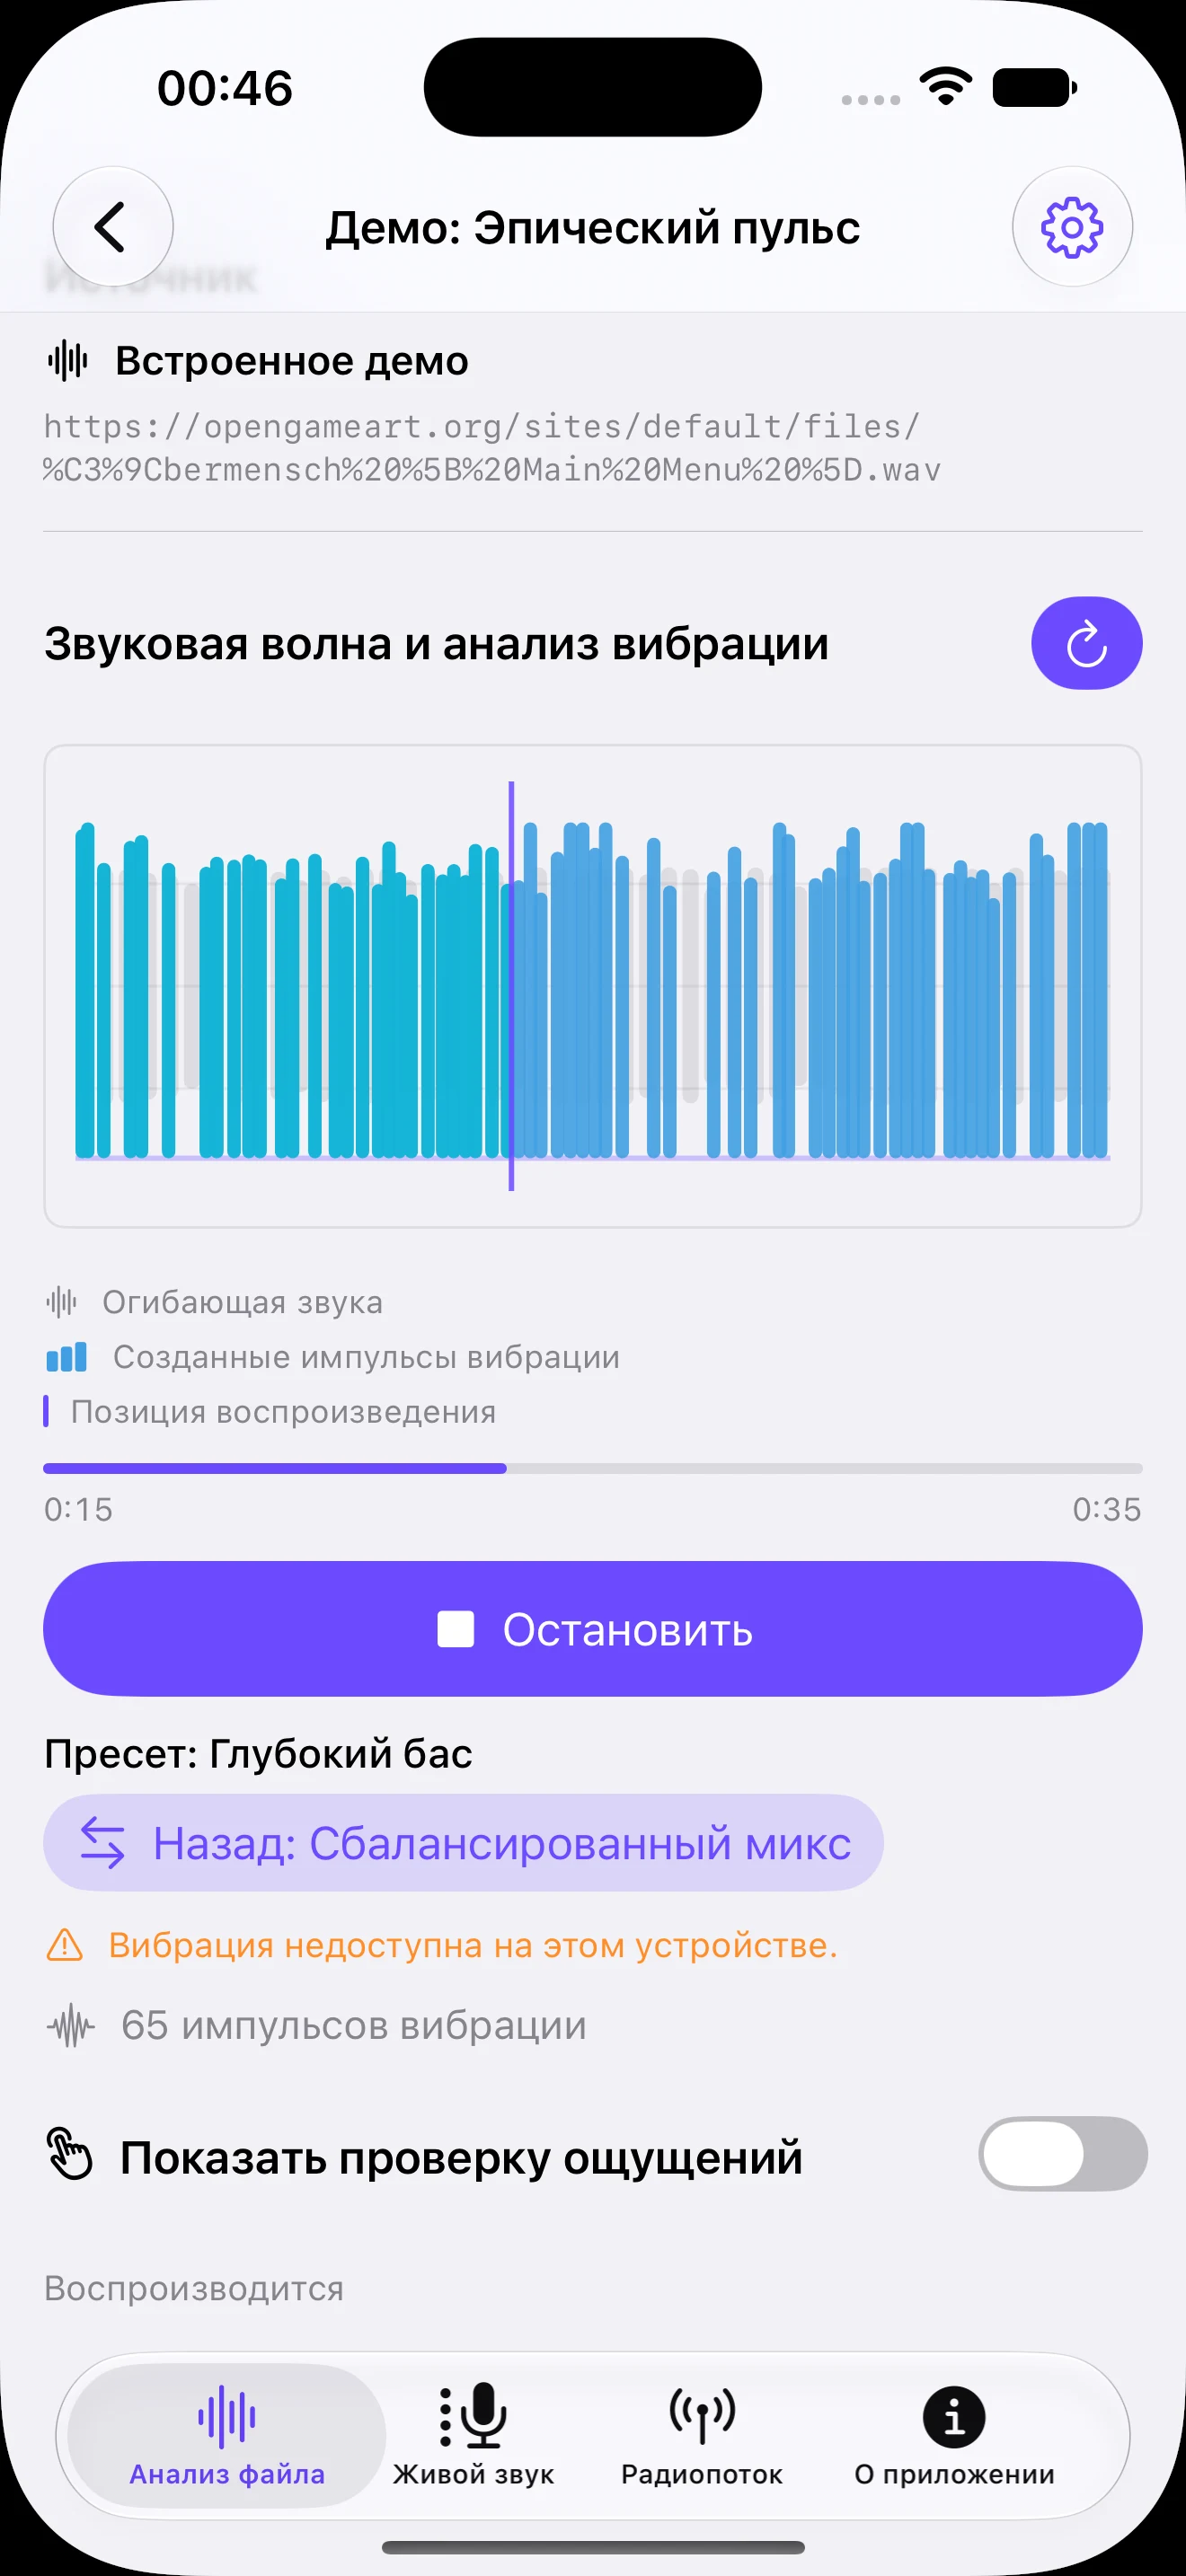 00:46
Демо: Эпический пульс
Источник
Встроенное демо
https://opengameart.org/sites/default/files/
%C3%9Cbermensch%20%5B%20Main%20Menu%20%5D.wav
Звуковая волна и анализ вибрации
Огибающая звука
Созданные импульсы вибрации
Позиция воспроизведения
0:15
0:35
Остановить
Пресет: Глубокий бас
Назад: Сбалансированный микс
Вибрация недоступна на этом устройстве.
65 импульсов вибрации
Показать проверку ощущений
Воспроизводится
Анализ файла
Живой звук
Радиопоток
О приложении